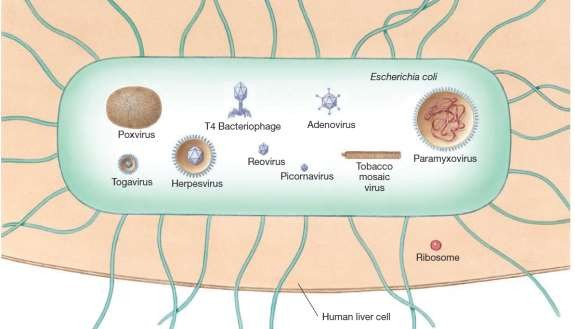 Escherichia coli
Poxvirus
T4 Bacteriophage
Adenovirus
Paramyxovirus
Togavirus
Herpesvirus
Reovirus
Picornavirus
Tobacco
mosaic
virus
Ribosome
Human liver cell